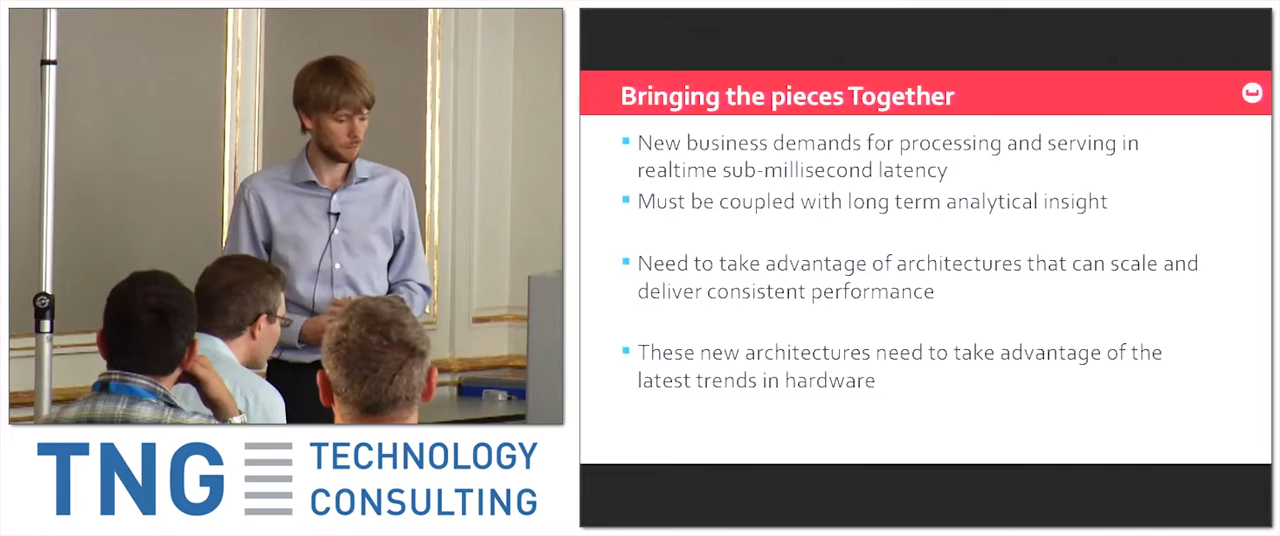 TNG TECHNOLOGY
CONSULTING
Bringing the pieces Together
New business demands for processing and serving in
realtime sub-millisecond latency
Must be coupled with long term analytical insight
Need to take advantage of architectures that can scale and
deliver consistent performance
These new architectures need to take advantage of the
latest trends in hardware